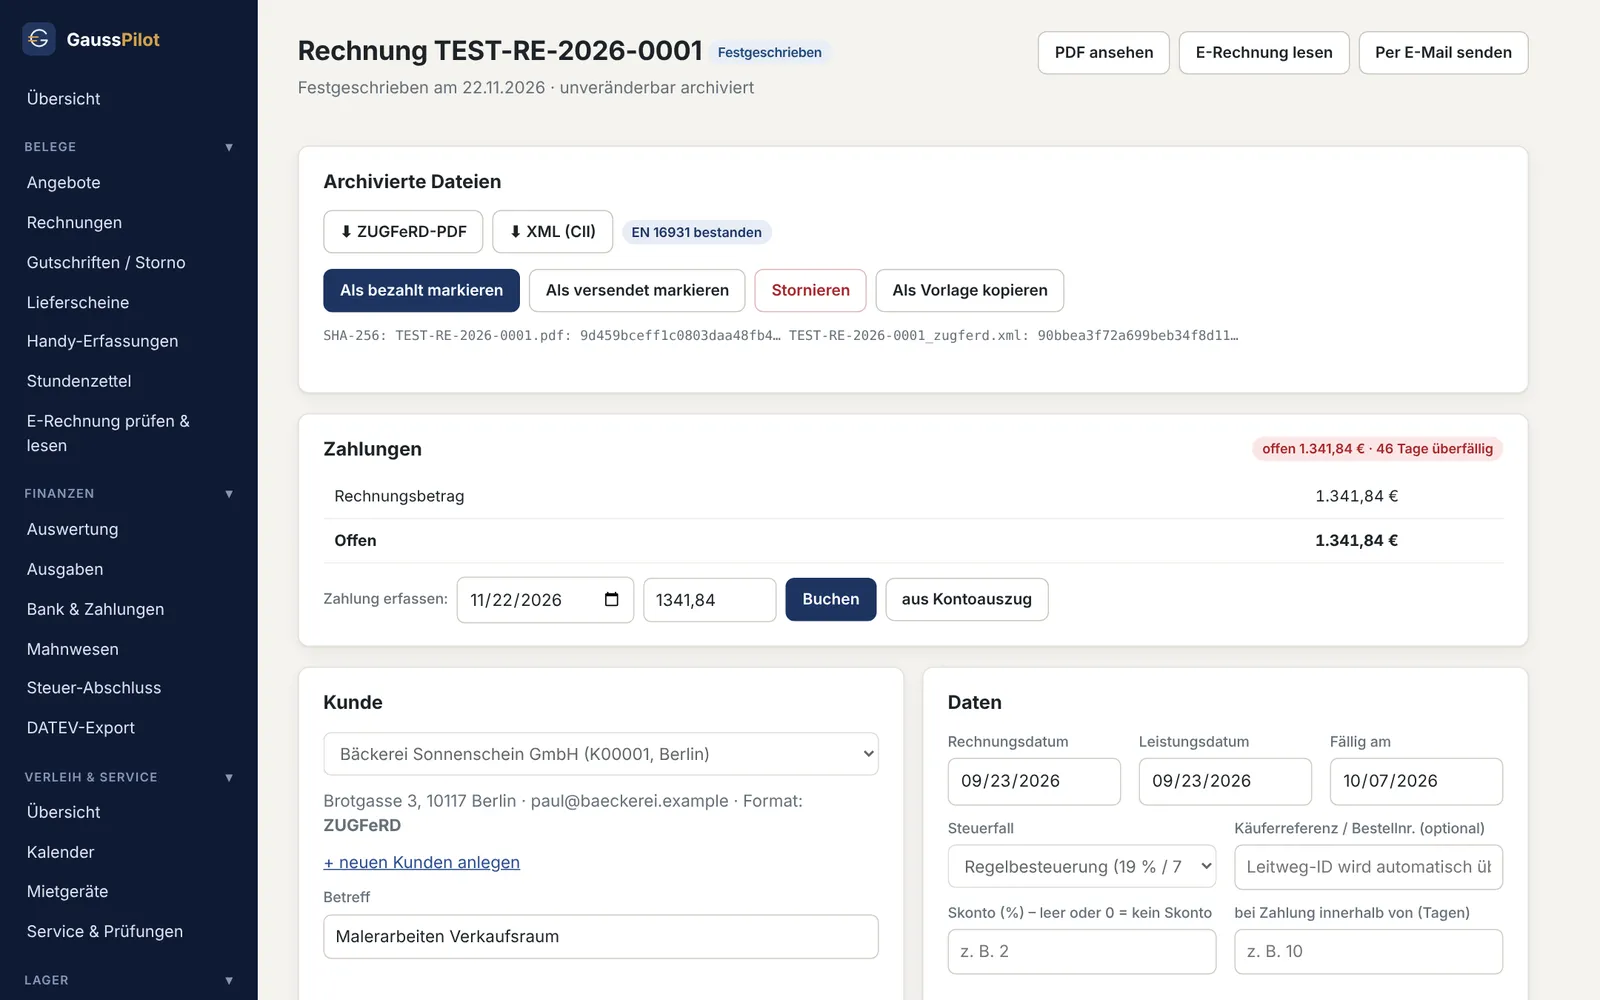 GaussPilot
Übersicht
BELEGE ▼
Angebote
Rechnungen
Gutschriften / Storno
Lieferscheine
Handy-Erfassungen
Stundenzettel
E-Rechnung prüfen &
lesen
FINANZEN ▼
Auswertung
Ausgaben
Bank & Zahlungen
Mahnwesen
Steuer-Abschluss
DATEV-Export
VERLEIH & SERVICE ▼
Übersicht
Kalender
Mietgeräte
Service & Prüfungen
LAGER ▼
Rechnung TEST-RE-2026-0001 Festgeschrieben
Festgeschrieben am 22.11.2026 · unveränderbar archiviert
PDF ansehen E-Rechnung lesen Per E-Mail senden
Archivierte Dateien
⬇ ZUGFeRD-PDF ⬇ XML (CII) EN 16931 bestanden
Als bezahlt markieren Als versendet markieren Stornieren Als Vorlage kopieren
SHA-256: TEST-RE-2026-0001.pdf: 9d459bceff1c0803daa48fb4… TEST-RE-2026-0001_zugferd.xml: 90bbea3f72a699beb34f8d11…
Zahlungen offen 1.341,84 € · 46 Tage überfällig
Rechnungsbetrag 1.341,84 €
Offen 1.341,84 €
Zahlung erfassen: 11/22/2026 1341,84 Buchen aus Kontoauszug
Kunde
Bäckerei Sonnenschein GmbH (K00001, Berlin)
Brotgasse 3, 10117 Berlin · paul@baeckerei.example · Format:
ZUGFeRD
+ neuen Kunden anlegen
Betreff
Malerarbeiten Verkaufsraum
Daten
Rechnungsdatum Leistungsdatum Fällig am
09/23/2026 09/23/2026 10/07/2026
Steuerfall Käuferreferenz / Bestellnr. (optional)
Regelbesteuerung (19 % / 7 Leitweg-ID wird automatisch üb
Skonto (%) – leer oder 0 = kein Skonto bei Zahlung innerhalb von (Tagen)
z. B. 2 z. B. 10